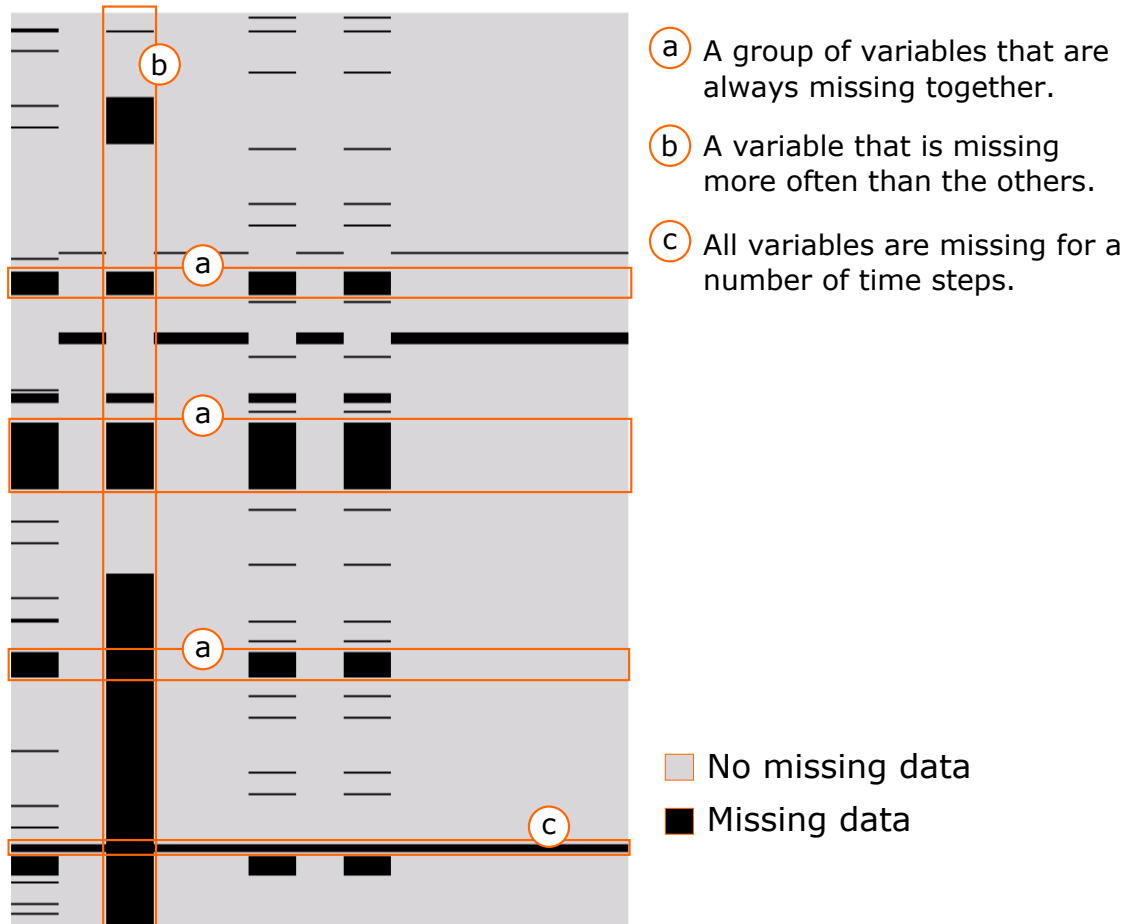 b
a
a
a
c
a A group of variables that are
always missing together.
b A variable that is missing
more often than the others.
c All variables are missing for a
number of time steps.
No missing data
Missing data